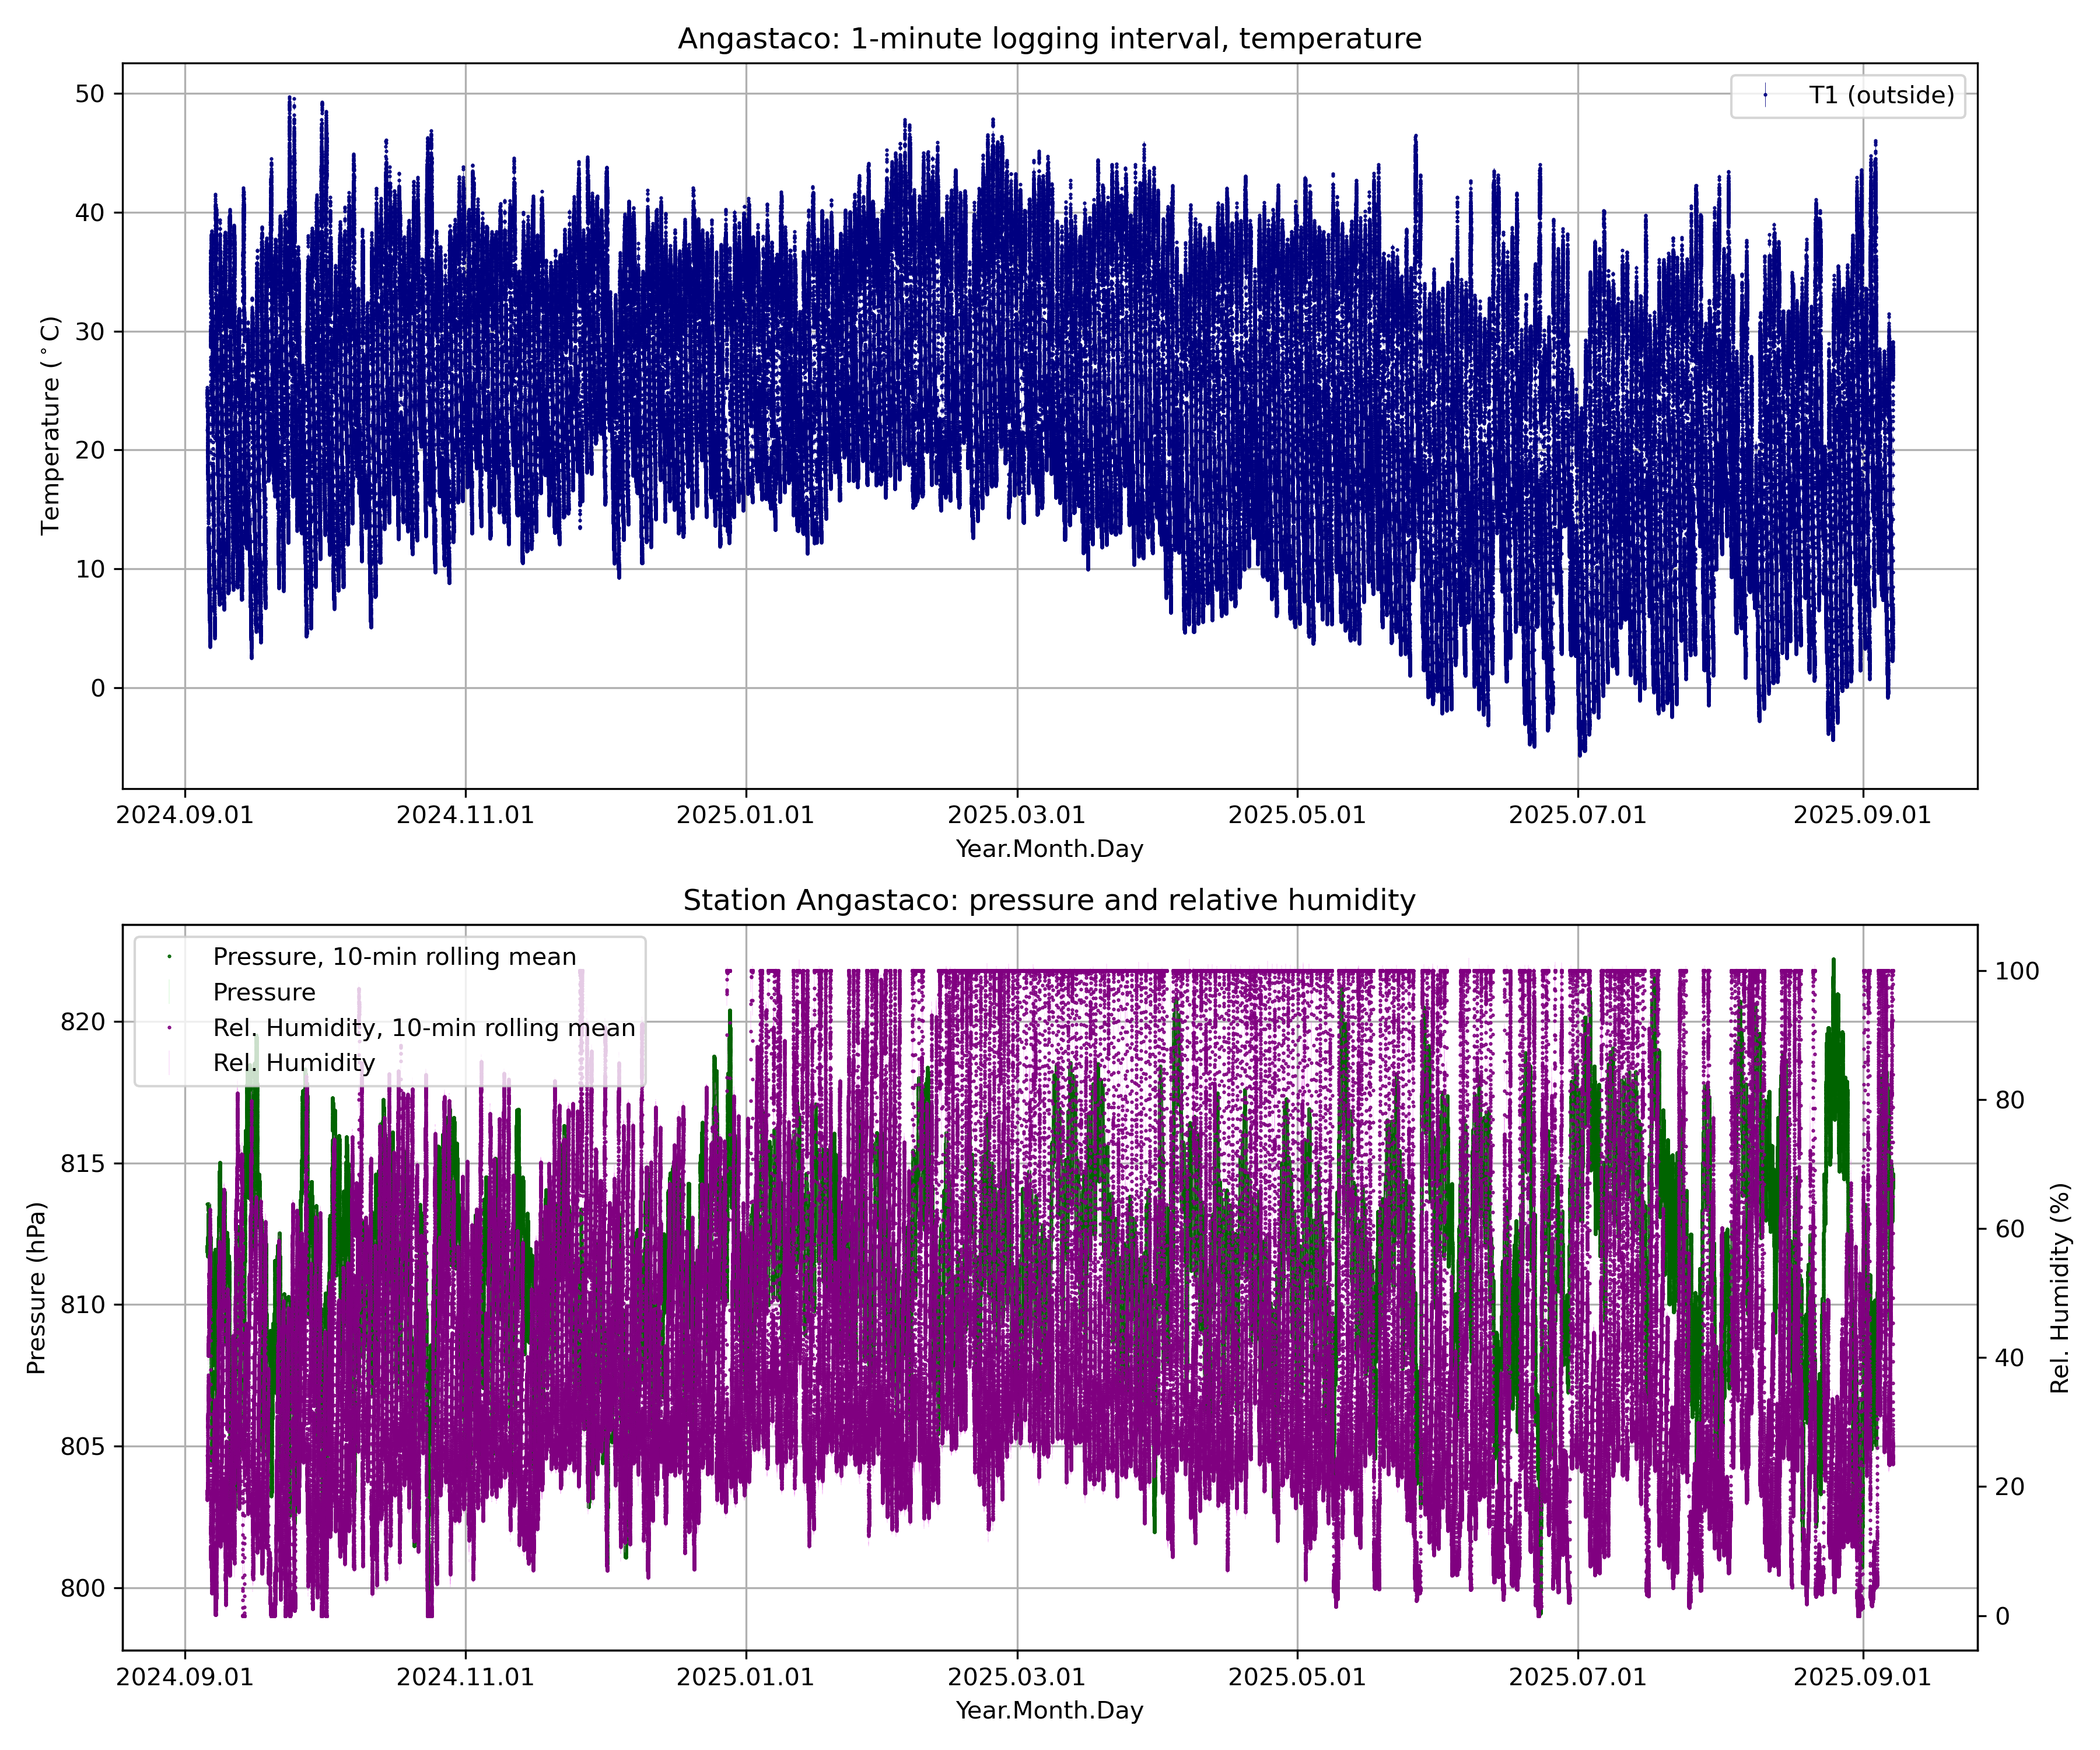 Angastaco: 1-minute logging interval, temperature
T1 (outside)
50
40
30
20
10
0
Temperature (°C)
2024.09.01 2024.11.01 2025.01.01 2025.03.01 2025.05.01 2025.07.01 2025.09.01
Year.Month.Day
Station Angastaco: pressure and relative humidity
Pressure, 10-min rolling mean
Pressure
Rel. Humidity, 10-min rolling mean
Rel. Humidity
820
815
810
805
800
Pressure (hPa)
100
80
60
40
20
0
Rel. Humidity (%)
2024.09.01 2024.11.01 2025.01.01 2025.03.01 2025.05.01 2025.07.01 2025.09.01
Year.Month.Day